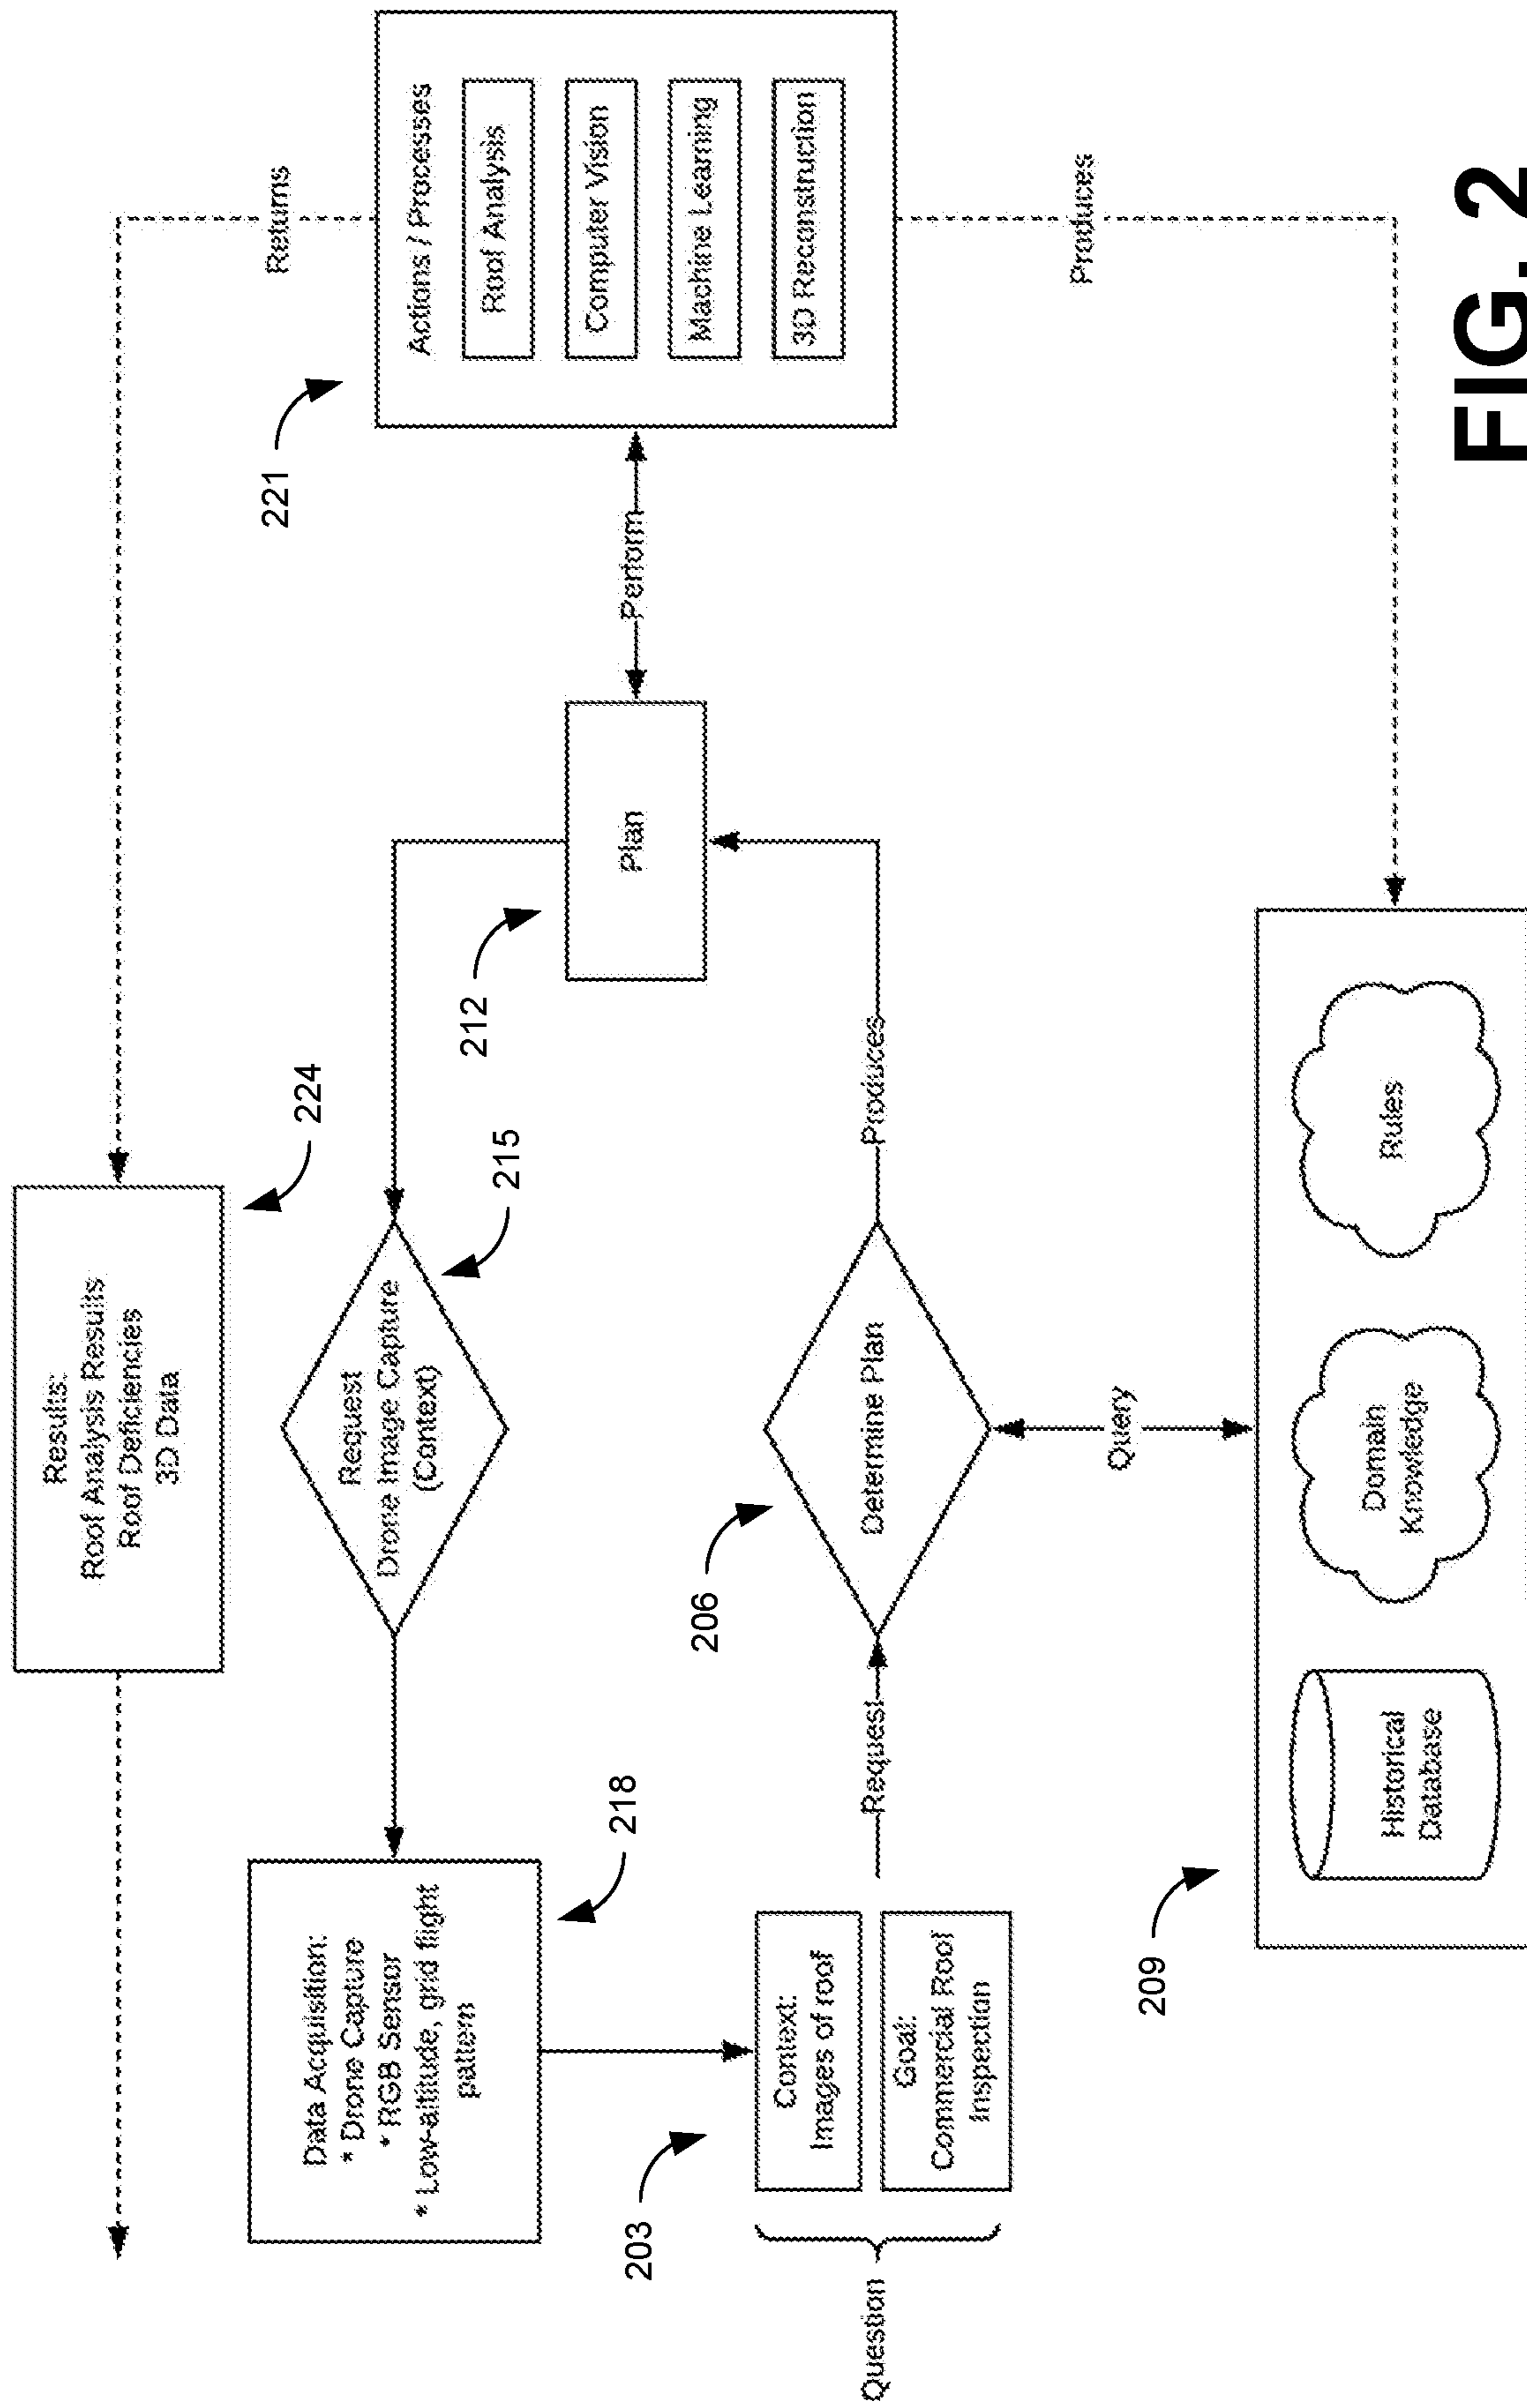 Results:
Roof Analysis Results
Roof Deficiencies
3D Data
224
Returns
Data Acquisition:
* Drone Capture
* RGB Sensor
* Low-altitude, grid flight
pattern
218
Request
Drone Image Capture
(Context)
215
221
Actions / Processes
Roof Analysis
Computer Vision
Machine Learning
3D Reconstruction
Plan
212
Perform
203
Question
Context:
Images of roof
Goal:
Commercial Roof
Inspection
Request
206
Determine Plan
Produces
Query
Produces
209
Historical
Database
Domain
Knowledge
Rules
FIG. 2